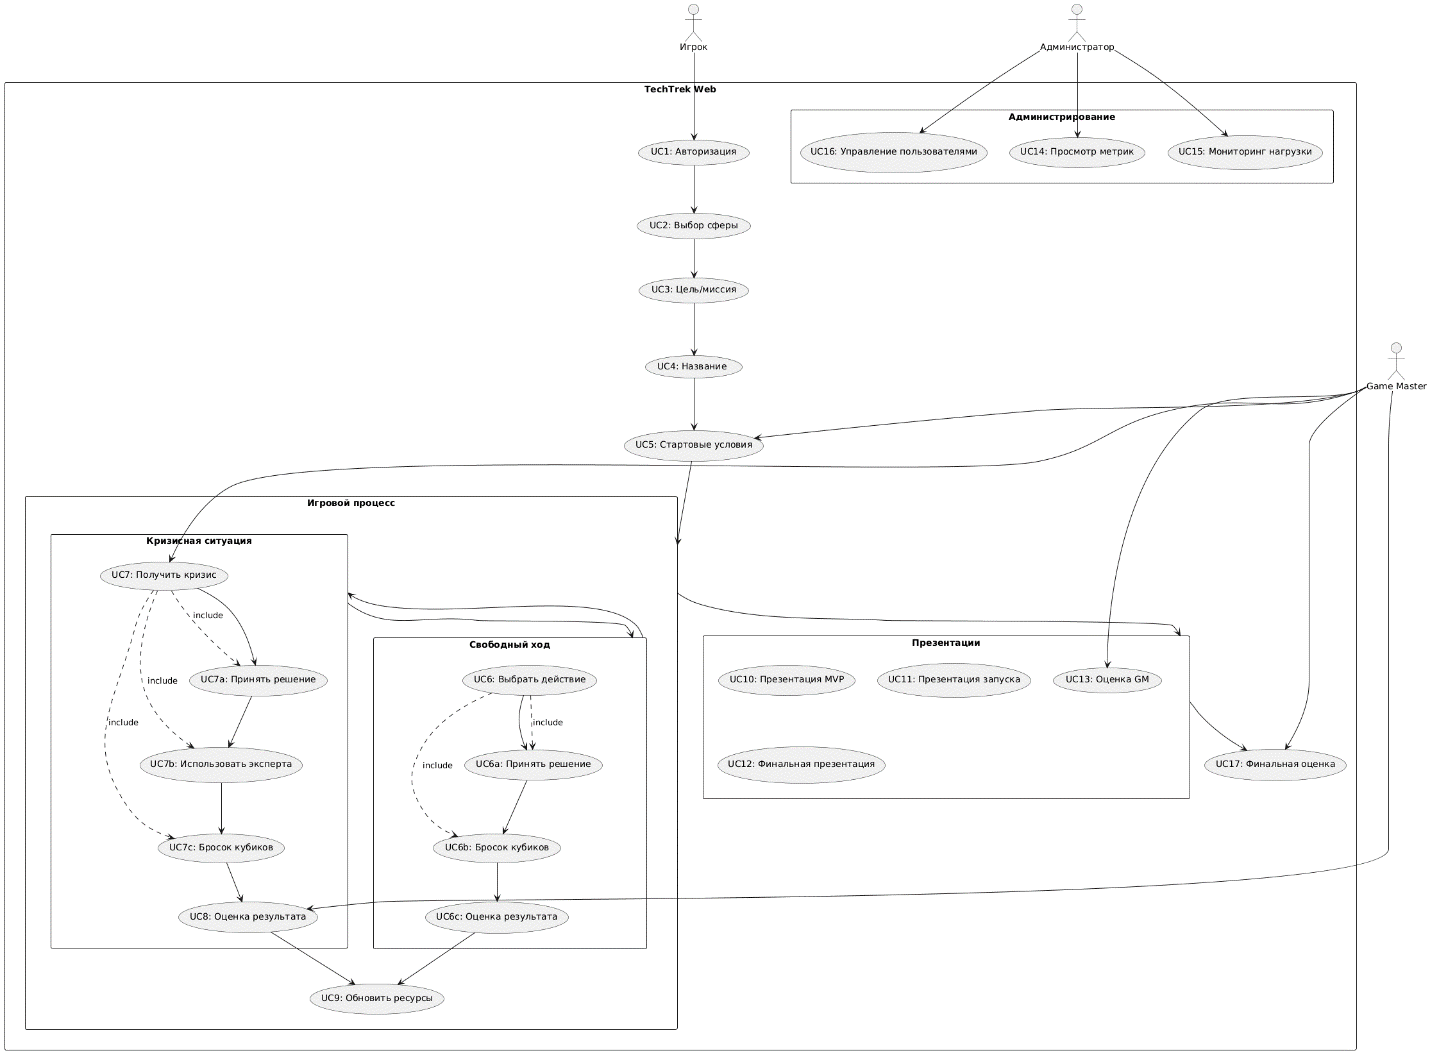 Игрок
Администратор
TechTrek Web
Администрирование
UC1: Авторизация
UC16: Управление пользователями
UC14: Просмотр метрик
UC15: Мониторинг нагрузки
UC2: Выбор сферы
UC3: Цель/миссия
UC4: Название
Game Master
UC5: Стартовые условия
Игровой процесс
Кризисная ситуация
UC7: Получить кризис
include
UC7a: Принять решение
include
include
UC7b: Использовать эксперта
UC7c: Бросок кубиков
UC8: Оценка результата
Свободный ход
UC6: Выбрать действие
include
include
UC6a: Принять решение
UC6b: Бросок кубиков
UC6c: Оценка результата
UC9: Обновить ресурсы
Презентации
UC10: Презентация MVP
UC11: Презентация запуска
UC13: Оценка GM
UC12: Финальная презентация
UC17: Финальная оценка